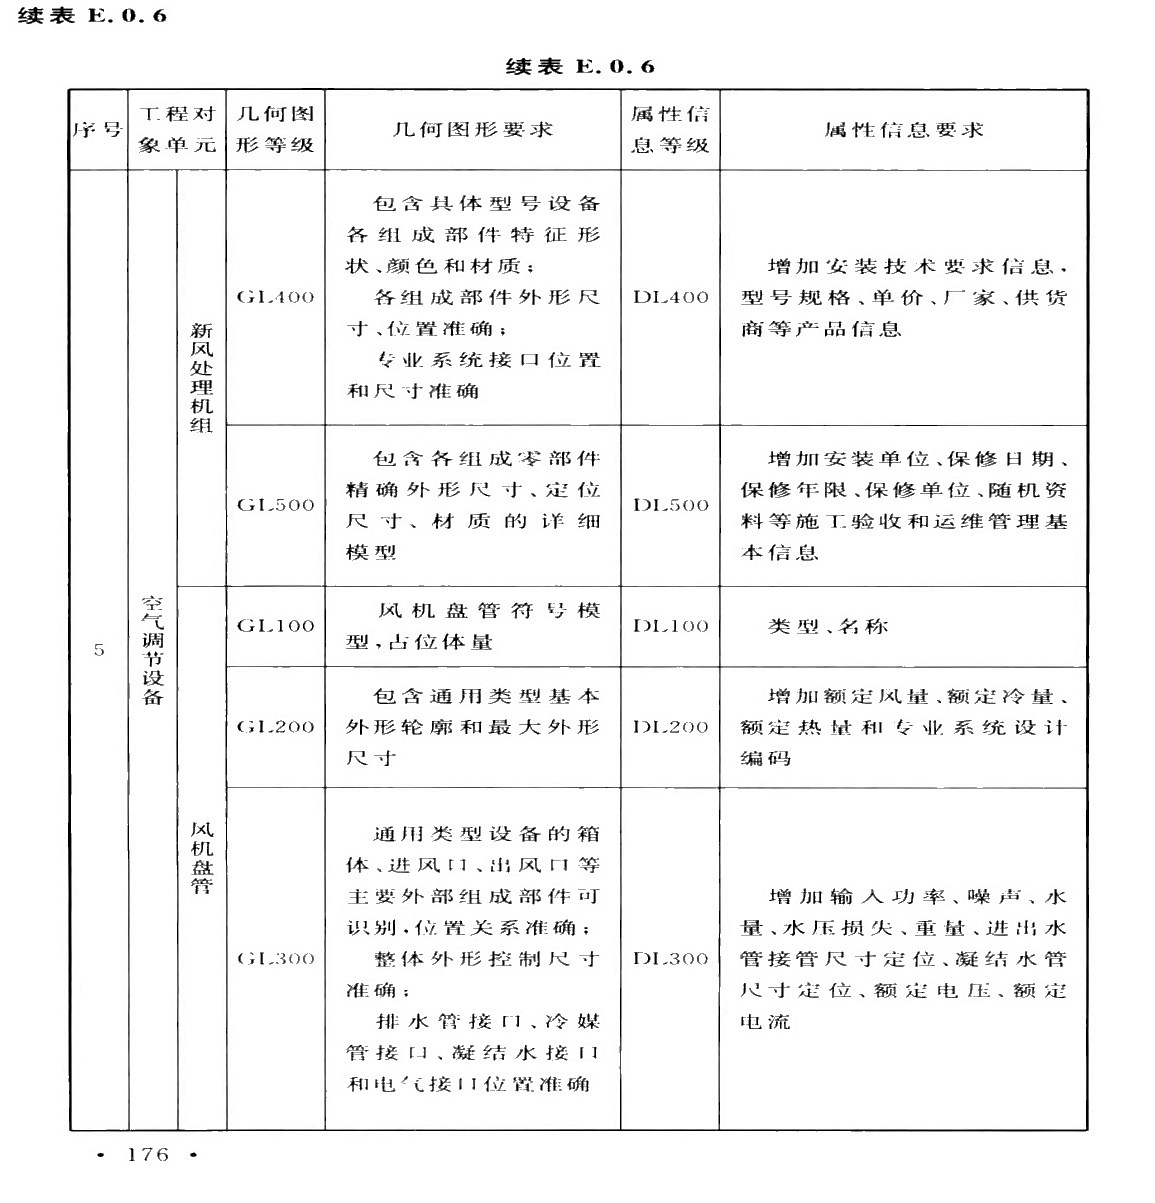 续表 E.0.6
续表 E.0.6
序号
工程对
象单元
几何图
形等级
几何图形要求
属性信
息等级
属性信息要求
5
空气调节设备
新风处理机组
GL400
包含具体型号设备
各组成部件特征形
状、颜色和材质；
各组成部件外形尺
寸、位置准确；
专业系统接口位置
和尺寸准确
DL400
增加安装技术要求信息，
型号规格、单价、厂家、供货
商等产品信息
GL500
包含各组成零部件
精确外形尺寸、定位
尺寸、材质的详细
模型
DL500
增加安装单位、保修日期、
保修年限、保修单位、随机资
料等施工验收和运维管理基
本信息
风机盘管
GL100
风机盘管符号模
型，占位体量
DL100
类型、名称
GL200
包含通用类型基本
外形轮廓和最大外形
尺寸
DL200
增加额定风量、额定冷量、
额定热量和专业系统设计
编码
GL300
通用类型设备的箱
体、进风口、出风口等
主要外部组成部件可
识别，位置关系准确；
整体外形控制尺寸
准确；
排水管接口、冷媒
管接口、凝结水接口
和电气接口位置准确
DL300
增加输入功率、噪声、水
量、水压损失、重量、进出水
管接管尺寸定位、凝结水管
尺寸定位、额定电压、额定
电流
· 176 ·